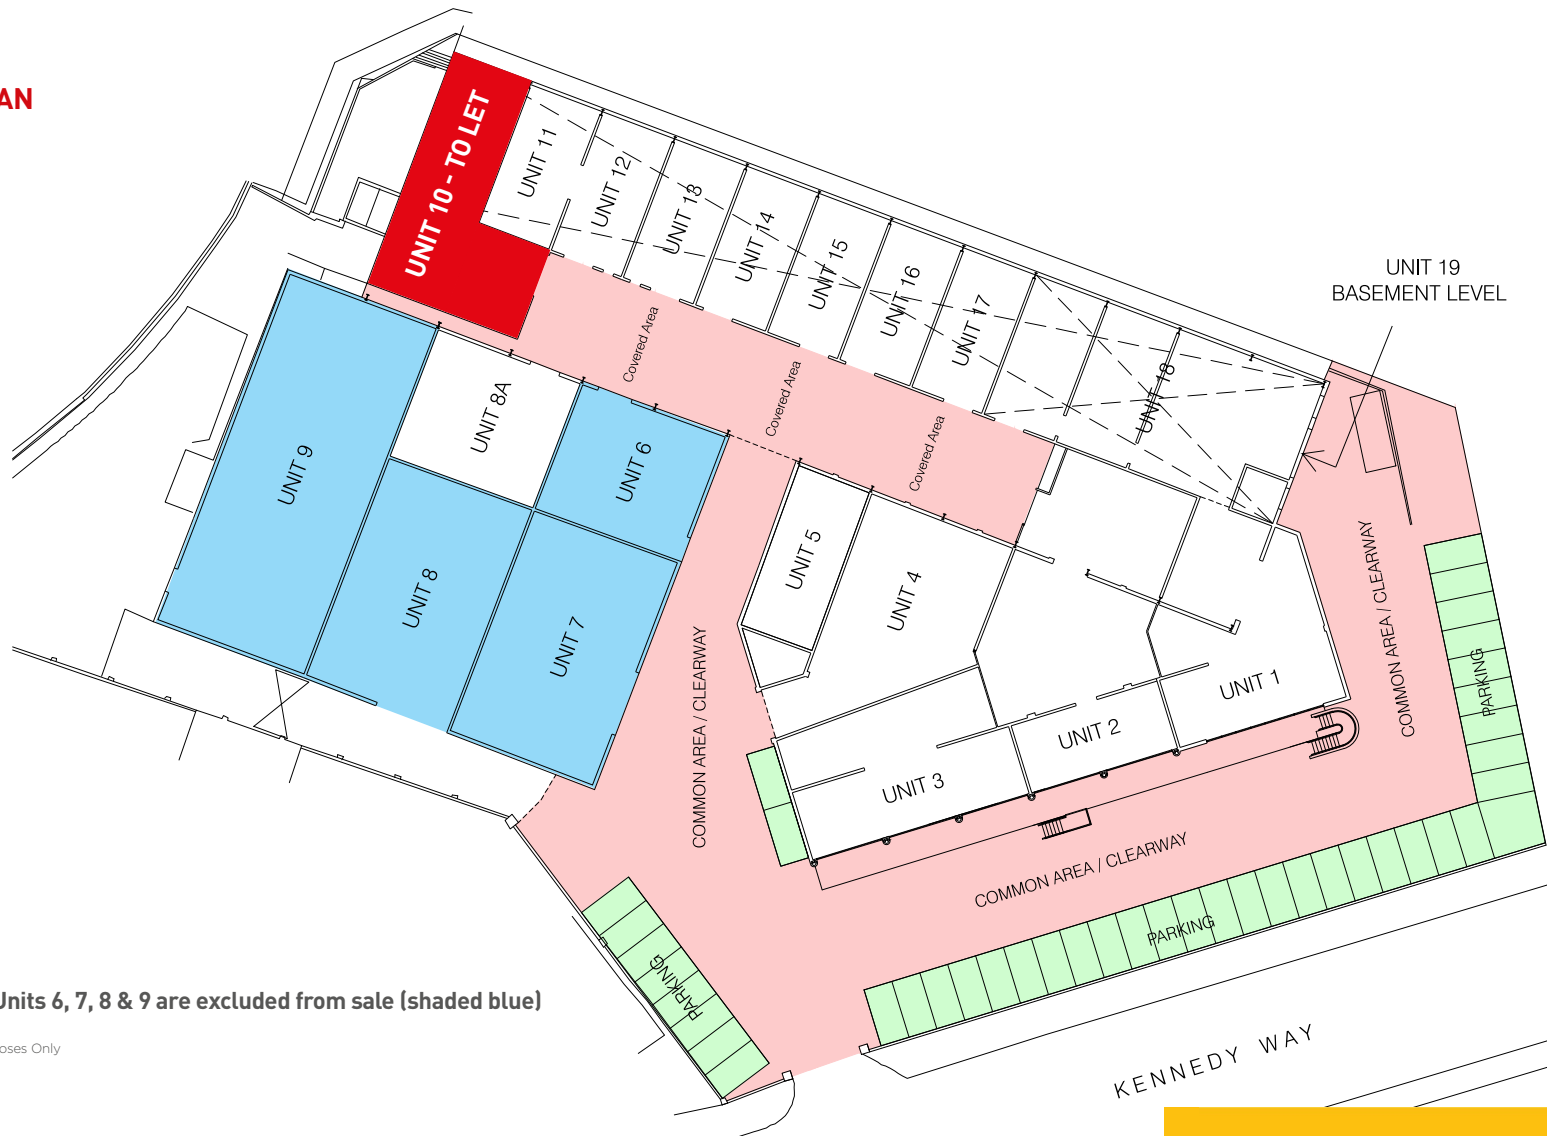 AN
UNIT 10 - TO LET
UNIT 11
UNIT 12
UNIT 13
UNIT 14
UNIT 15
UNIT 16
UNIT 17
UNIT 18
UNIT 19
BASEMENT LEVEL
Covered Area
Covered Area
Covered Area
UNIT 9
UNIT 8A
UNIT 6
UNIT 8
UNIT 7
UNIT 5
UNIT 4
UNIT 3
UNIT 2
UNIT 1
COMMON AREA / CLEARWAY
COMMON AREA / CLEARWAY
COMMON AREA / CLEARWAY
PARKING
PARKING
PARKING
Units 6, 7, 8 & 9 are excluded from sale (shaded blue)
oses Only
KENNEDY WAY